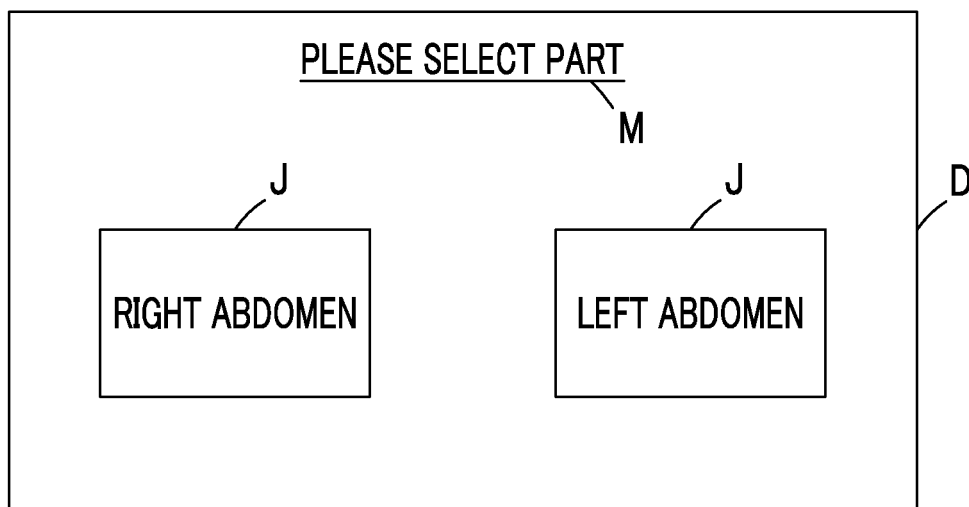 PLEASE SELECT PART
M
J
J
D
RIGHT ABDOMEN
LEFT ABDOMEN